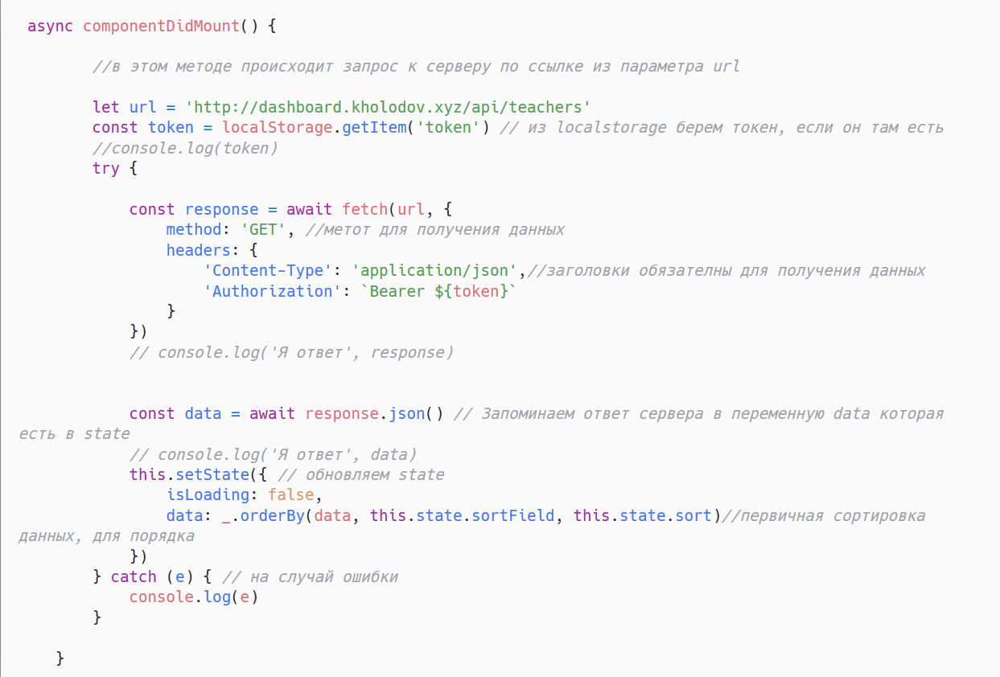 async componentDidMount() {
//в этом методе происходит запрос к серверу по ссылке из параметра url
let url = 'http://dashboard.kholodov.xyz/api/teachers'
const token = localStorage.getItem('token') // из localstorage берем токен, если он там есть
//console.log(token)
try {
const response = await fetch(url, {
method: 'GET', //метот для получения данных
headers: {
'Content-Type': 'application/json',//заголовки обязателны для получения данных
'Authorization': `Bearer ${token}`
}
})
// console.log('Я ответ', response)
const data = await response.json() // Запоминаем ответ сервера в переменную data которая
есть в state
// console.log('Я ответ', data)
this.setState({ // обновляем state
isLoading: false,
data: _.orderBy(data, this.state.sortField, this.state.sort)//первичная сортировка
данных, для порядка
})
} catch (e) { // на случай ошибки
console.log(e)
}
}